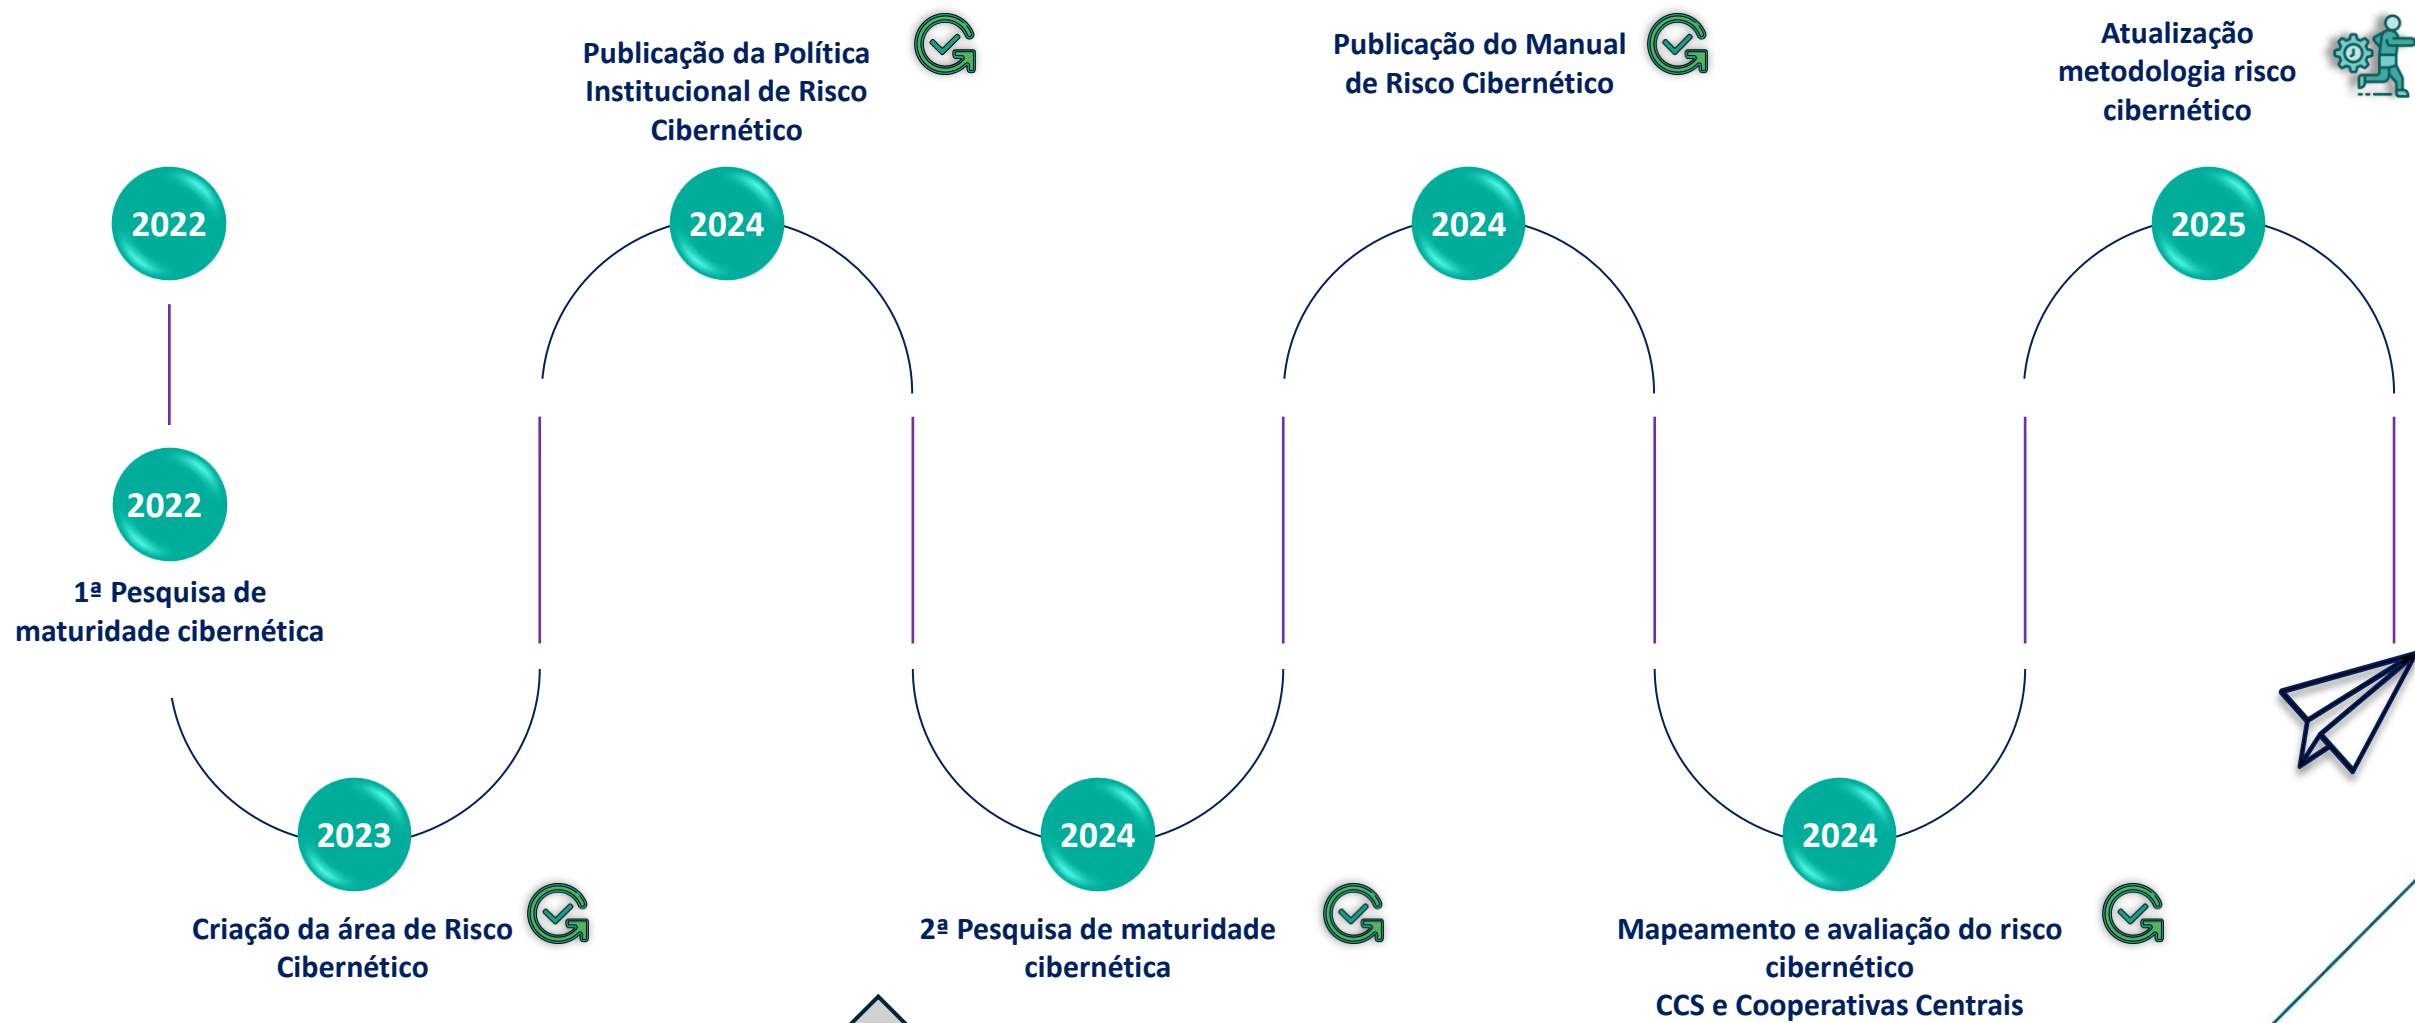 2022
2022
1ª Pesquisa de
maturidade cibernética
2023
Criação da área de Risco
Cibernético
Publicação da Política
Institucional de Risco
Cibernético
2024
2024
2ª Pesquisa de maturidade
cibernética
Publicação do Manual
de Risco Cibernético
2024
2024
Mapeamento e avaliação do risco
cibernético
CCS e Cooperativas Centrais
Atualização
metodologia risco
cibernético
2025